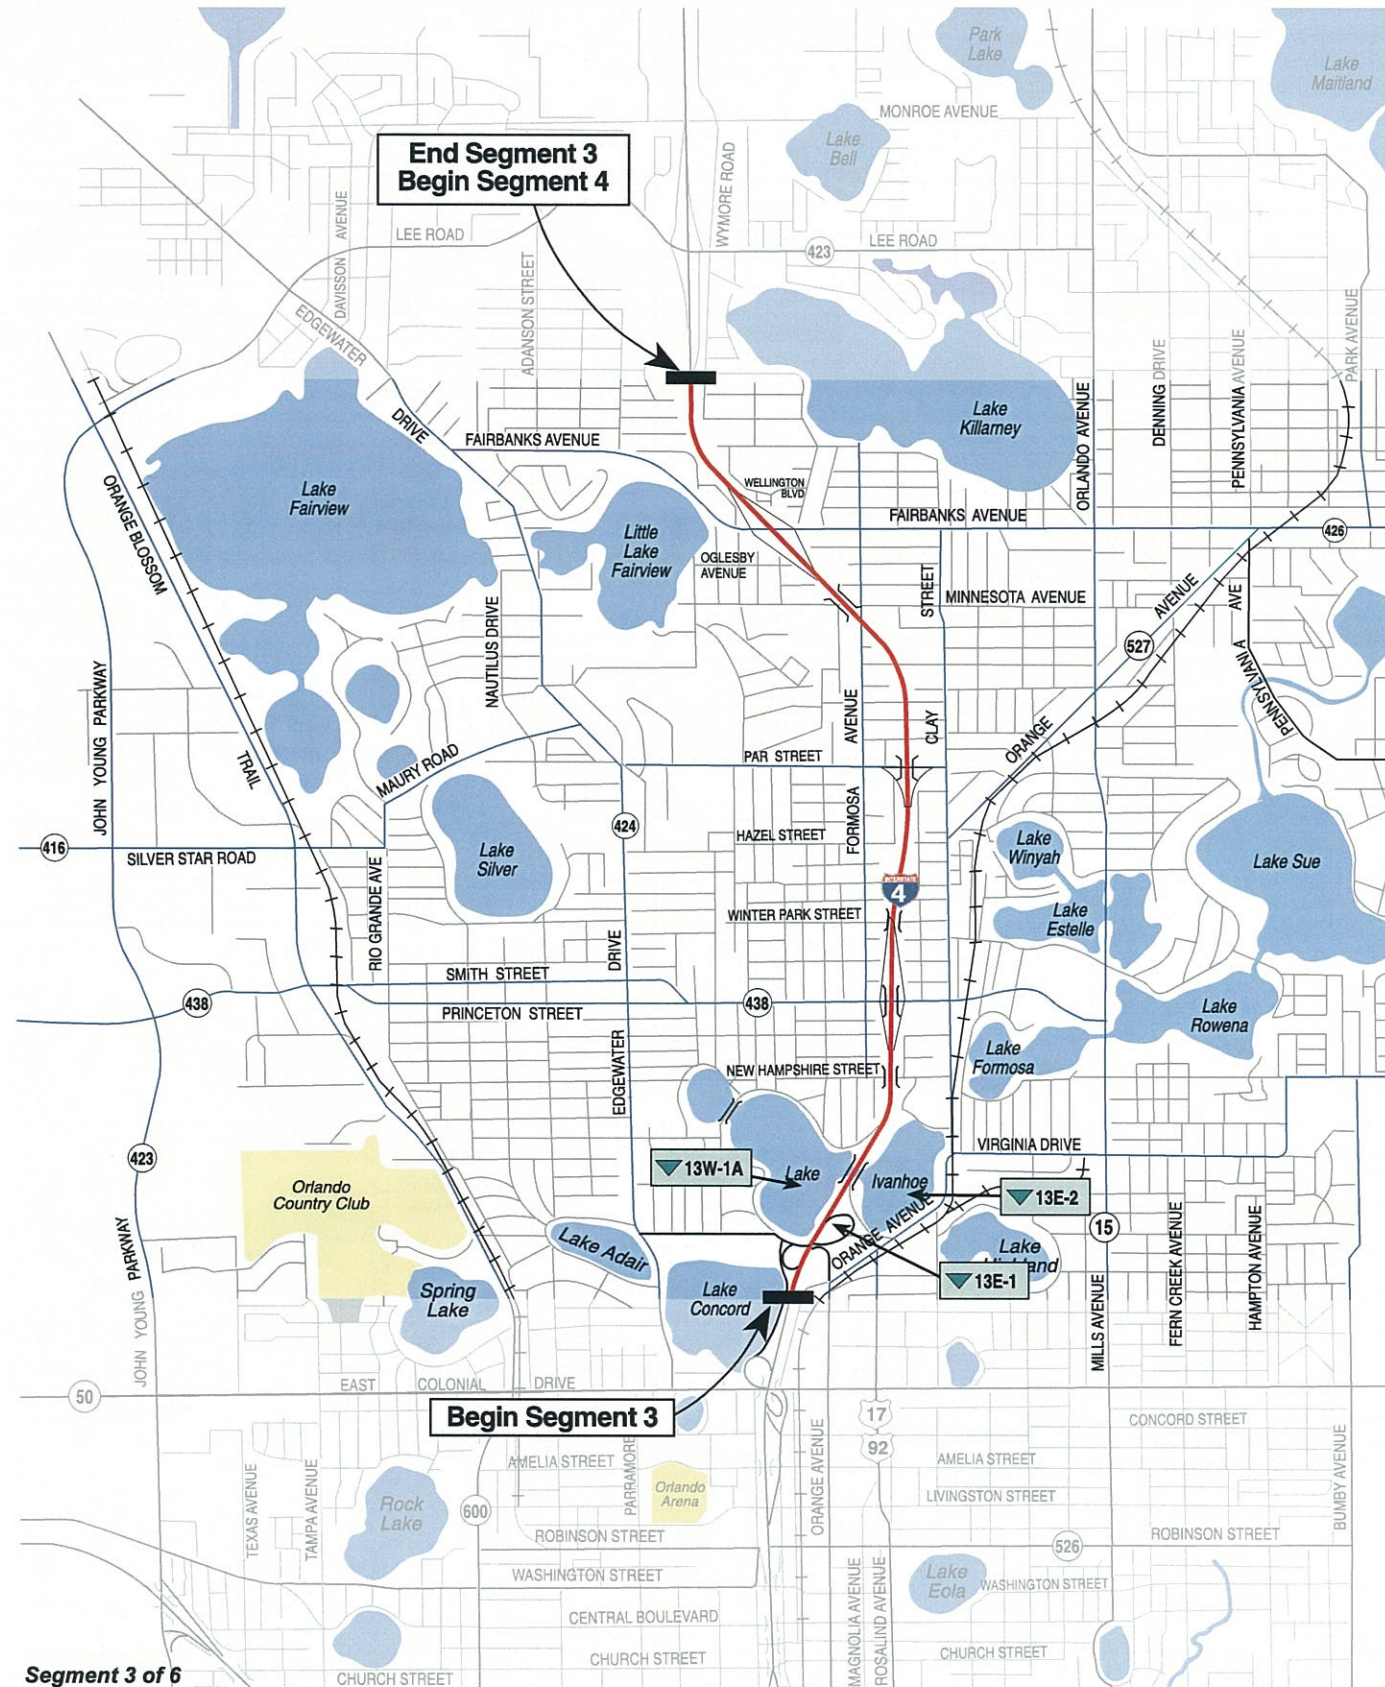 Park
Lake
Lake
Maitland
MONROE AVENUE
Lake
Bell
End Segment 3
Begin Segment 4
WYMORE ROAD
DAVISSON AVENUE
LEE ROAD
423
LEE ROAD
ADANSON STREET
EDGEWATER
DRIVE
PARK AVENUE
DENNING DRIVE
PENNSYLVANIA AVENUE
ORLANDO AVENUE
Lake
Killarney
FAIRBANKS AVENUE
ORANGE BLOSSOM
TRAIL
Lake
Fairview
WELLINGTON
BLVD
FAIRBANKS AVENUE
426
Little
Lake
Fairview
OGLESBY
AVENUE
STREET
CLAY
MINNESOTA AVENUE
AVENUE
ORANGE
527
PENNSYLVANIA
AVE
NAUTILUS DRIVE
JOHN YOUNG PARKWAY
AVENUE
FORMOSA
PAR STREET
MAURY ROAD
424
HAZEL STREET
416
SILVER STAR ROAD
Lake
Silver
Lake
Winyah
Lake Sue
INTERSTATE
4
RIO GRANDE AVE
WINTER PARK STREET
Lake
Estelle
DRIVE
EDGEWATER
SMITH STREET
438
438
PRINCETON STREET
Lake
Rowena
Lake
Formosa
NEW HAMPSHIRE STREET
423
VIRGINIA DRIVE
13W-1A
Lake
Ivanhoe
13E-2
Orlando
Country Club
ORANGE AVENUE
15
FERN CREEK AVENUE
HAMPTON AVENUE
JOHN YOUNG PARKWAY
Lake Adair
Lake
Highland
13E-1
Spring
Lake
Lake
Concord
MILLS AVENUE
50
EAST COLONIAL DRIVE
Begin Segment 3
17
92
CONCORD STREET
ORANGE AVENUE
BUMBY AVENUE
AMELIA STREET
AMELIA STREET
TEXAS AVENUE
TAMPA AVENUE
PARRAMORE
Orlando
Arena
LIVINGSTON STREET
Rock
Lake
600
ROBINSON STREET
526
ROBINSON STREET
WASHINGTON STREET
Lake
Eola
WASHINGTON STREET
MAGNOLIA AVENUE
ROSALIND AVENUE
CENTRAL BOULEVARD
CHURCH STREET
CHURCH STREET
CHURCH STREET
Segment 3 of 6